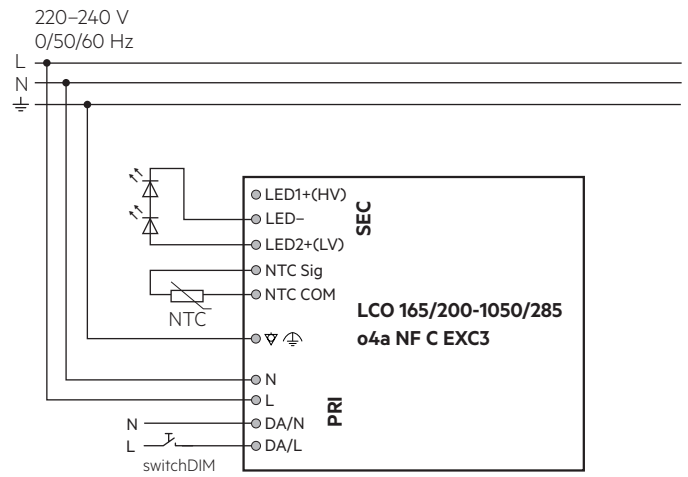 220–240 V
0/50/60 Hz
L
N
LED1+(HV)
LED–
LED2+(LV)
SEC
NTC Sig
NTC COM
NTC
LCO 165/200-1050/285
o4a NF C EXC3
N
L
PRI
N
DA/N
L
DA/L
switchDIM